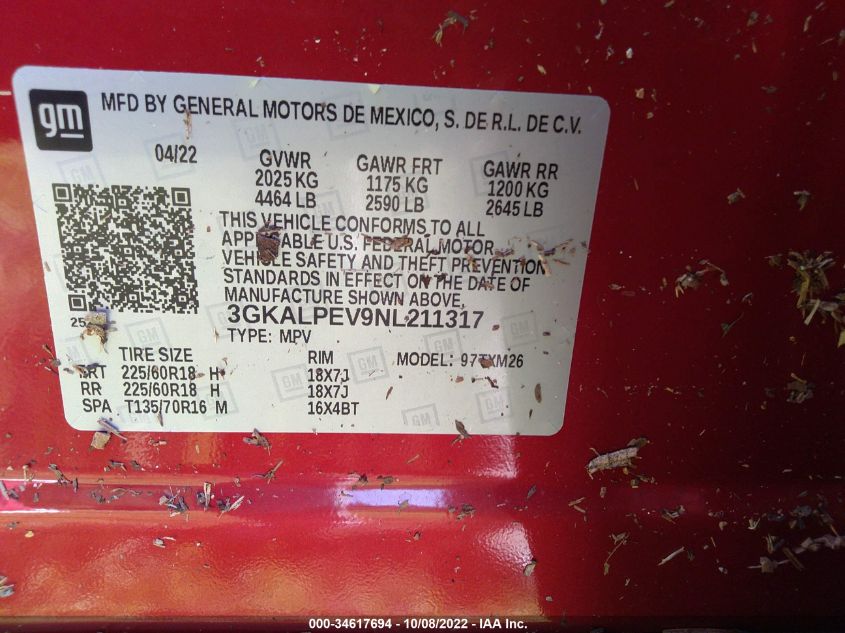 gm MFD BY GENERAL MOTORS DE MEXICO, S. DE R.L. DE C.V.
04/22 GVWR GAWR FRT GAWR RR
2025 KG 1175 KG 1200 KG
4464 LB 2590 LB 2645 LB
THIS VEHICLE CONFORMS TO ALL
APPLICABLE U.S. FEDERAL MOTOR
VEHICLE SAFETY AND THEFT PREVENTION
STANDARDS IN EFFECT ON THE DATE OF
MANUFACTURE SHOWN ABOVE.
3GKALPEV9NL211317
TYPE: MPV
TIRE SIZE RIM MODEL: 97TXM26
FRT 225/60R18 H 18X7J
RR 225/60R18 H 18X7J
SPA T135/70R16 M 16X4BT
000-34617694 - 10/08/2022 - IAA Inc.